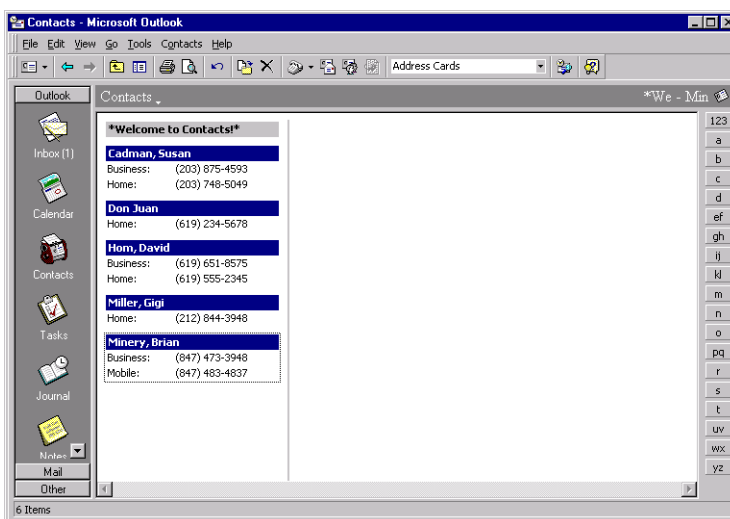 Contacts - Microsoft Outlook
File Edit View Go Tools Contacts Help
Address Cards
Outlook
Contacts
*We - Min
Inbox (1)
Calendar
Contacts
Tasks
Journal
Notes
Mail
Other
*Welcome to Contacts!*
Cadman, Susan
Business: (203) 875-4593
Home: (203) 748-5049
Don Juan
Home: (619) 234-5678
Hom, David
Business: (619) 651-8575
Home: (619) 555-2345
Miller, Gigi
Home: (212) 844-3948
Minery, Brian
Business: (847) 473-3948
Mobile: (847) 483-4837
123
a
b
c
d
ef
gh
ij
kl
m
n
o
pq
r
s
t
uv
wx
yz
6 Items